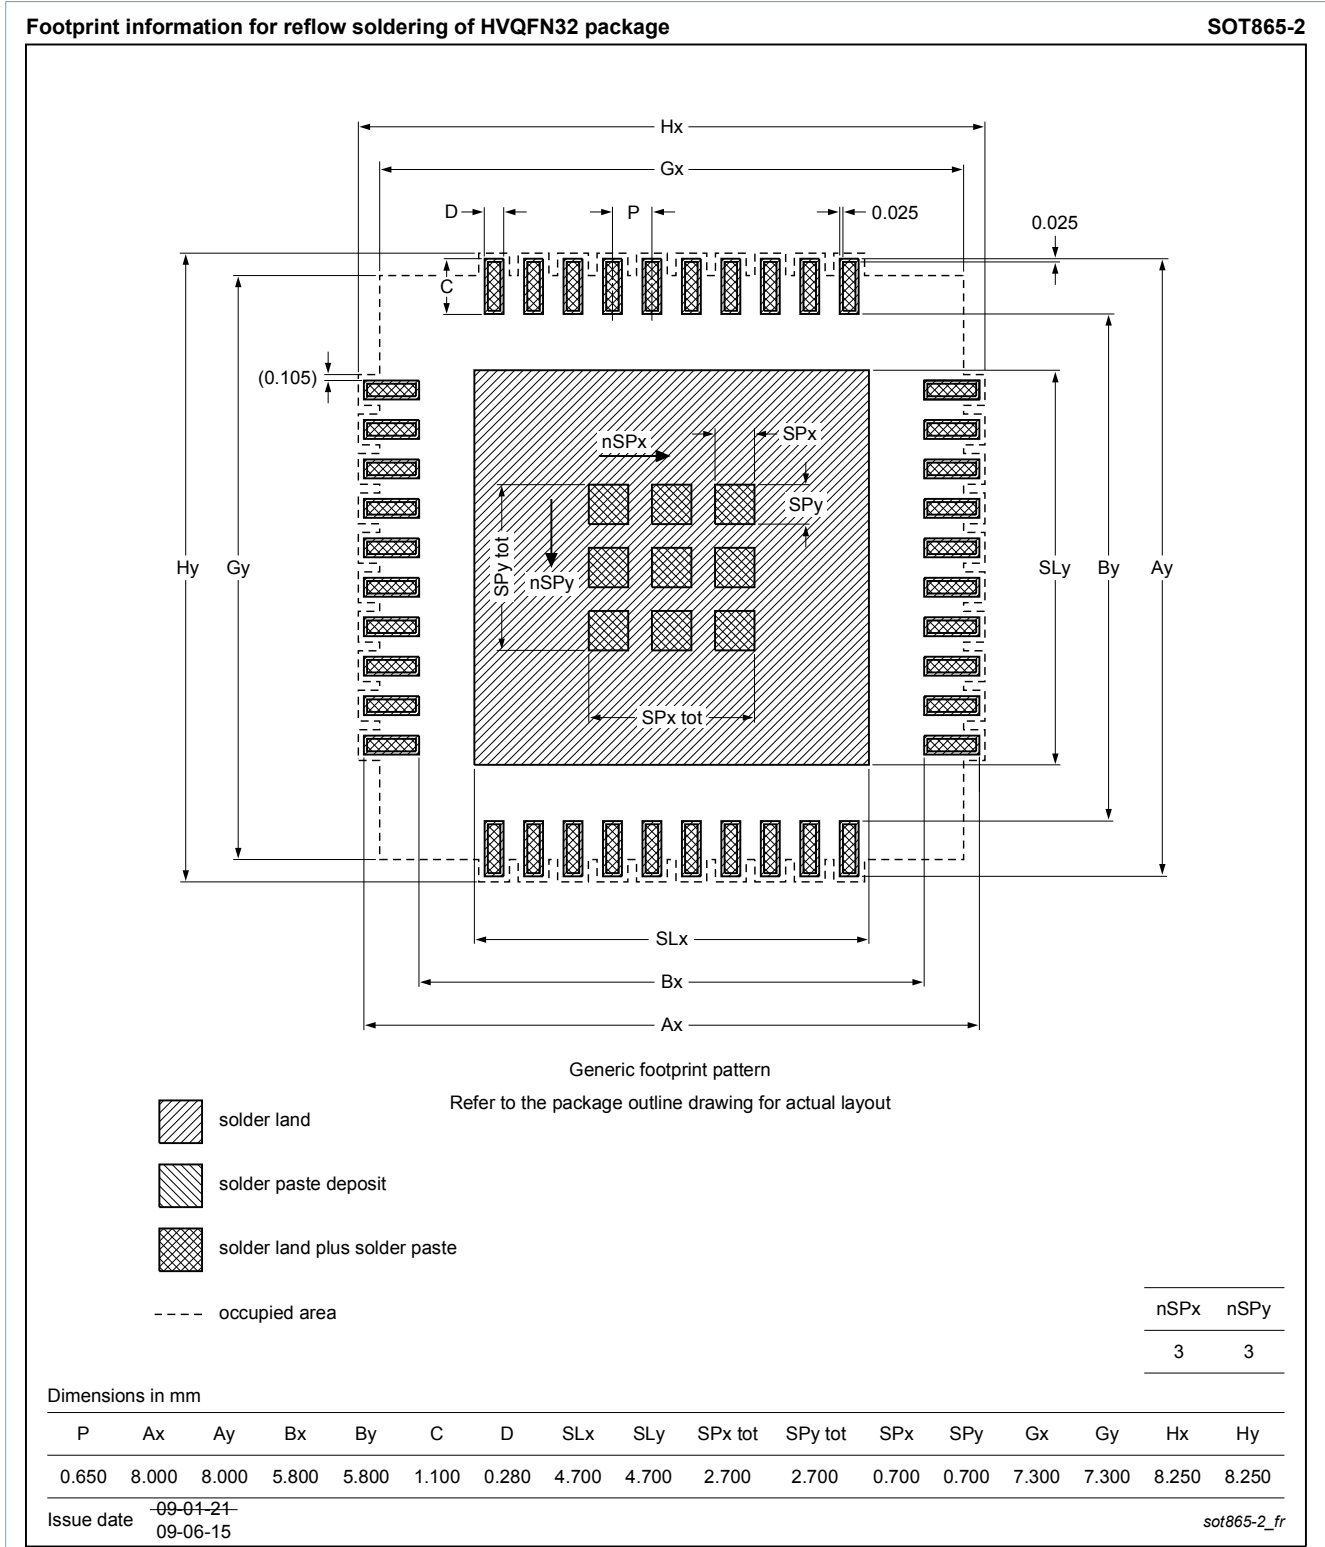 Footprint information for reflow soldering of HVQFN32 package SOT865-2
Hx
Gx
D P 0.025
0.025
C
(0.105)
nSPx SPx
SPy
SPy tot
nSPy
Hy Gy SLy By Ay
SPx tot
SLx
Bx
Ax
Generic footprint pattern
Refer to the package outline drawing for actual layout
solder land
solder paste deposit
solder land plus solder paste
occupied area
nSPx nSPy
3 3
Dimensions in mm
P Ax Ay Bx By C D SLx SLy SPx tot SPy tot SPx SPy Gx Gy Hx Hy
0.650 8.000 8.000 5.800 5.800 1.100 0.280 4.700 4.700 2.700 2.700 0.700 0.700 7.300 7.300 8.250 8.250
Issue date 09-01-21
09-06-15
sot865-2_fr